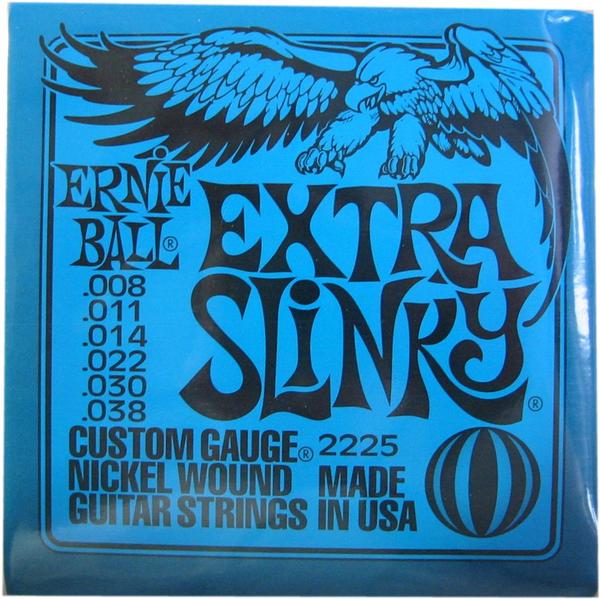 ERNiE
BALL®
EXTRA
SLiNKY®
.008
.011
.014
.022
.030
.038
CUSTOM GAUGE® 2225
NICKEL WOUND MADE
GUITAR STRINGS IN USA